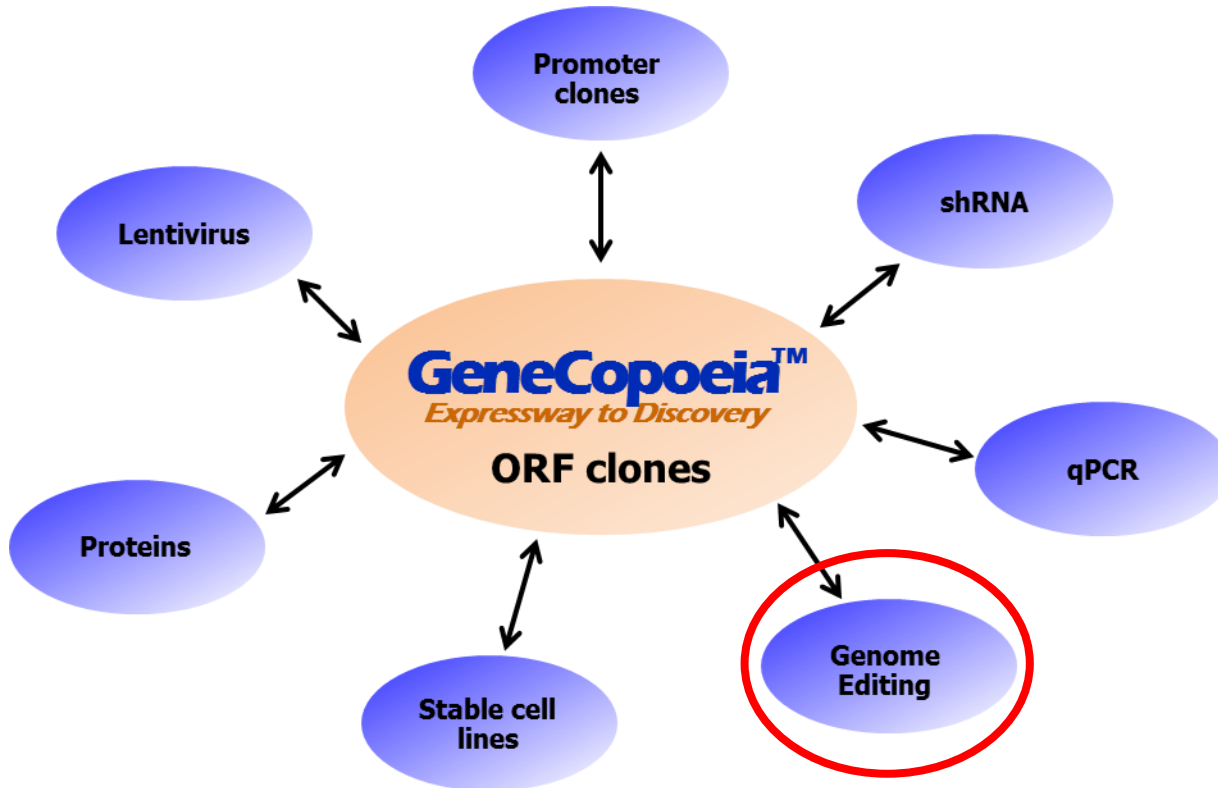 Promoter
clones
shRNA
Lentivirus
GeneCopoeia™
Expressway to Discovery
ORF clones
qPCR
Proteins
Genome
Editing
Stable cell
lines